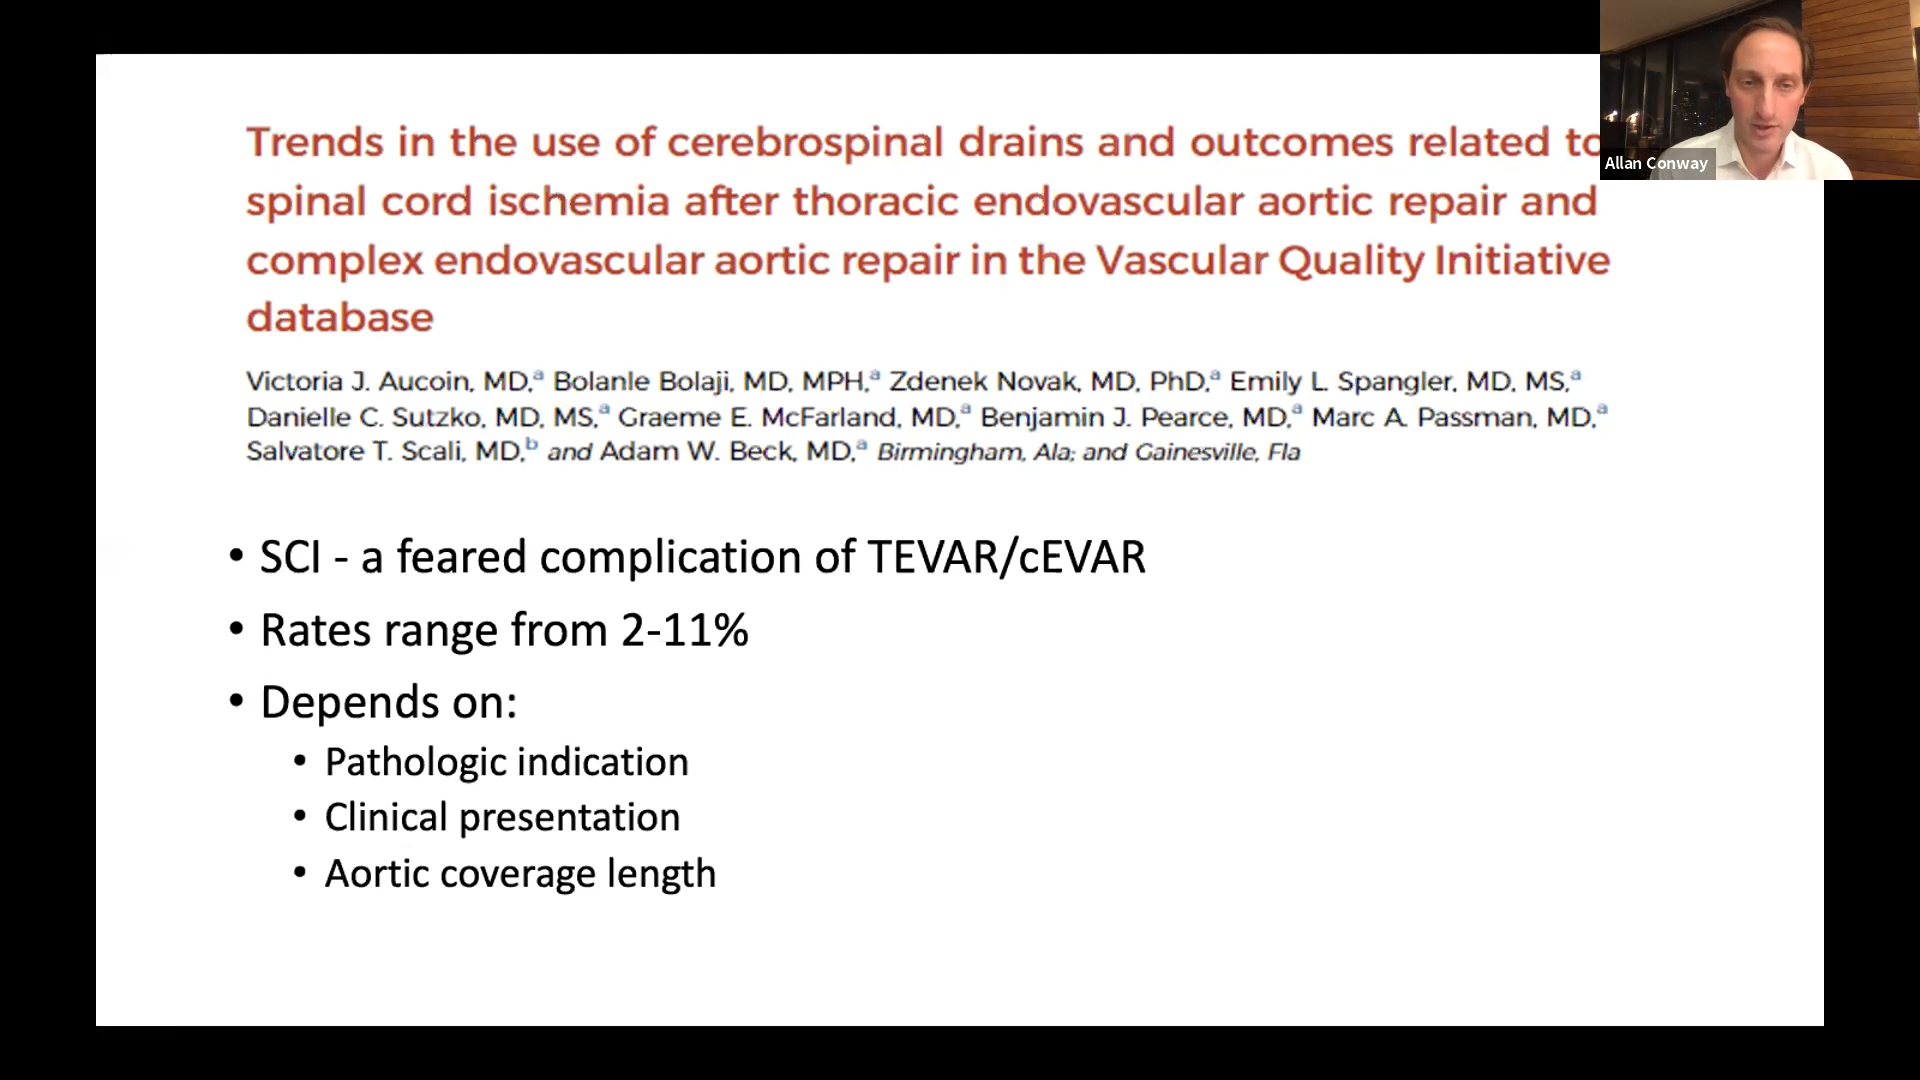 Trends in the use of cerebrospinal drains and outcomes related to
spinal cord ischemia after thoracic endovascular aortic repair and
complex endovascular aortic repair in the Vascular Quality Initiative
database
Victoria J. Aucoin, MD,a Bolanle Bolaji, MD, MPH,a Zdenek Novak, MD, PhD,a Emily L. Spangler, MD, MS,a
Danielle C. Sutzko, MD, MS,a Graeme E. McFarland, MD,a Benjamin J. Pearce, MD,a Marc A. Passman, MD,a
Salvatore T. Scali, MD,b and Adam W. Beck, MD,a Birmingham, Ala; and Gainesville, Fla
• SCI - a feared complication of TEVAR/cEVAR
• Rates range from 2-11%
• Depends on:
• Pathologic indication
• Clinical presentation
• Aortic coverage length
Allan Conway